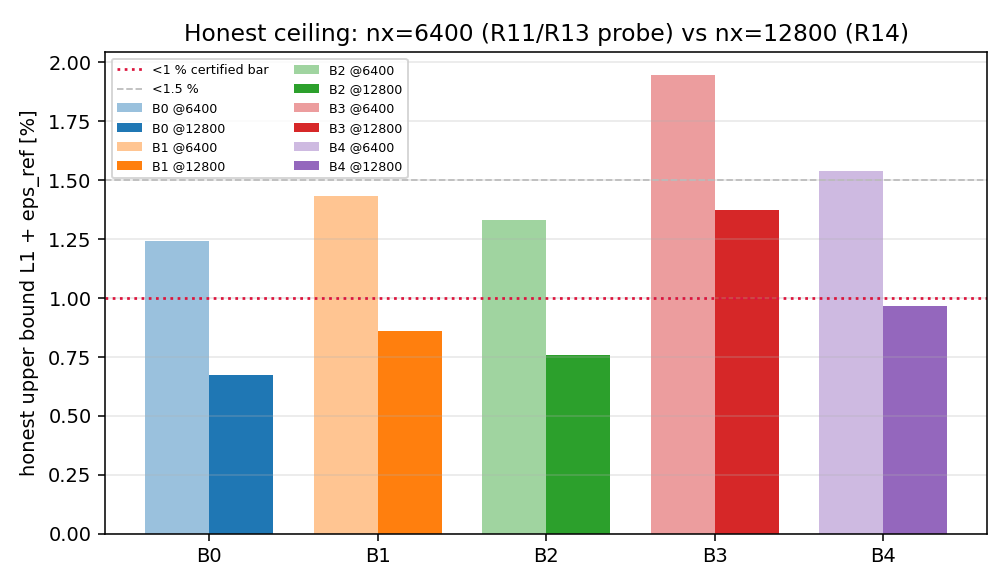 Honest ceiling: nx=6400 (R11/R13 probe) vs nx=12800 (R14)
honest upper bound L1 + eps_ref [%]
2.00
1.75
1.50
1.25
1.00
0.75
0.50
0.25
0.00
<1 % certified bar
<1.5 %
B0 @6400
B0 @12800
B1 @6400
B1 @12800
B2 @6400
B2 @12800
B3 @6400
B3 @12800
B4 @6400
B4 @12800
B0 B1 B2 B3 B4